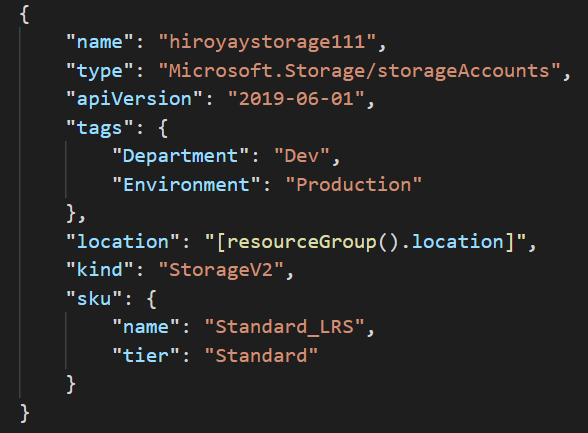 {
    "name": "hiroyaystorage111",
    "type": "Microsoft.Storage/storageAccounts",
    "apiVersion": "2019-06-01",
    "tags": {
        "Department": "Dev",
        "Environment": "Production"
    },
    "location": "[resourceGroup().location]",
    "kind": "StorageV2",
    "sku": {
        "name": "Standard_LRS",
        "tier": "Standard"
    }
}